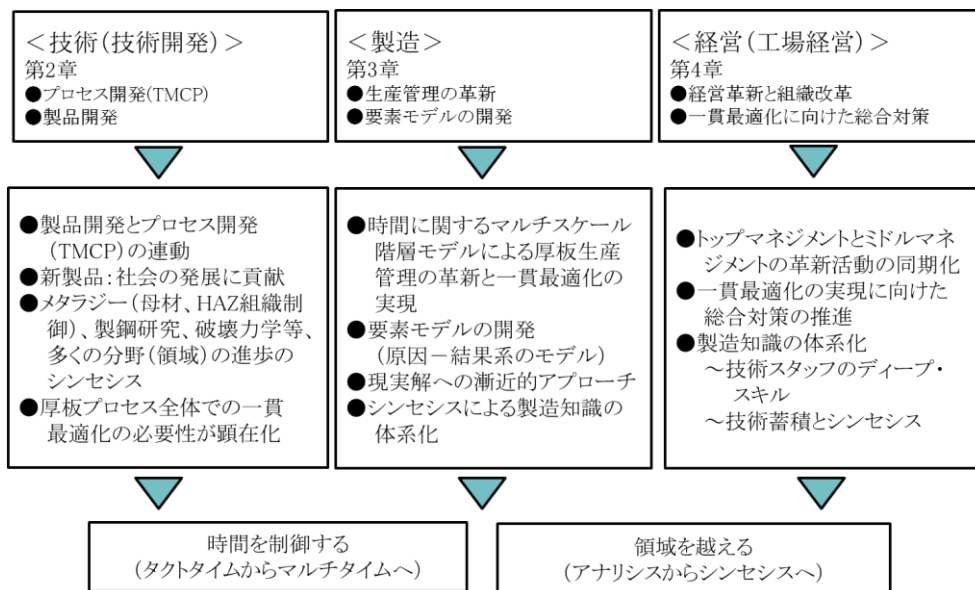 ＜技術（技術開発）＞
第2章
●プロセス開発(TMCP)
●製品開発
＜製造＞
第3章
●生産管理の革新
●要素モデルの開発
＜経営（工場経営）＞
第4章
●経営革新と組織改革
●一貫最適化に向けた総合対策
●製品開発とプロセス開発
(TMCP)の連動
●新製品：社会の発展に貢献
●メタラジー（母材、HAZ組織制
御）、製鋼研究、破壊力学等、
多くの分野（領域）の進歩の
シンセシス
●厚板プロセス全体での一貫
最適化の必要性が顕在化
●時間に関するマルチスケール
階層モデルによる厚板生産
管理の革新と一貫最適化の
実現
●要素モデルの開発
（原因－結果系のモデル）
●現実解への漸近的アプローチ
●シンセシスによる製造知識の
体系化
●トップマネジメントとミドルマネ
ジメントの革新活動の同期化
●一貫最適化の実現に向けた
総合対策の推進
●製造知識の体系化
～技術スタッフのディープ・
スキル
～技術蓄積とシンセシス
時間を制御する
（タクトタイムからマルチタイムへ）
領域を越える
（アナリシスからシンセシスへ）